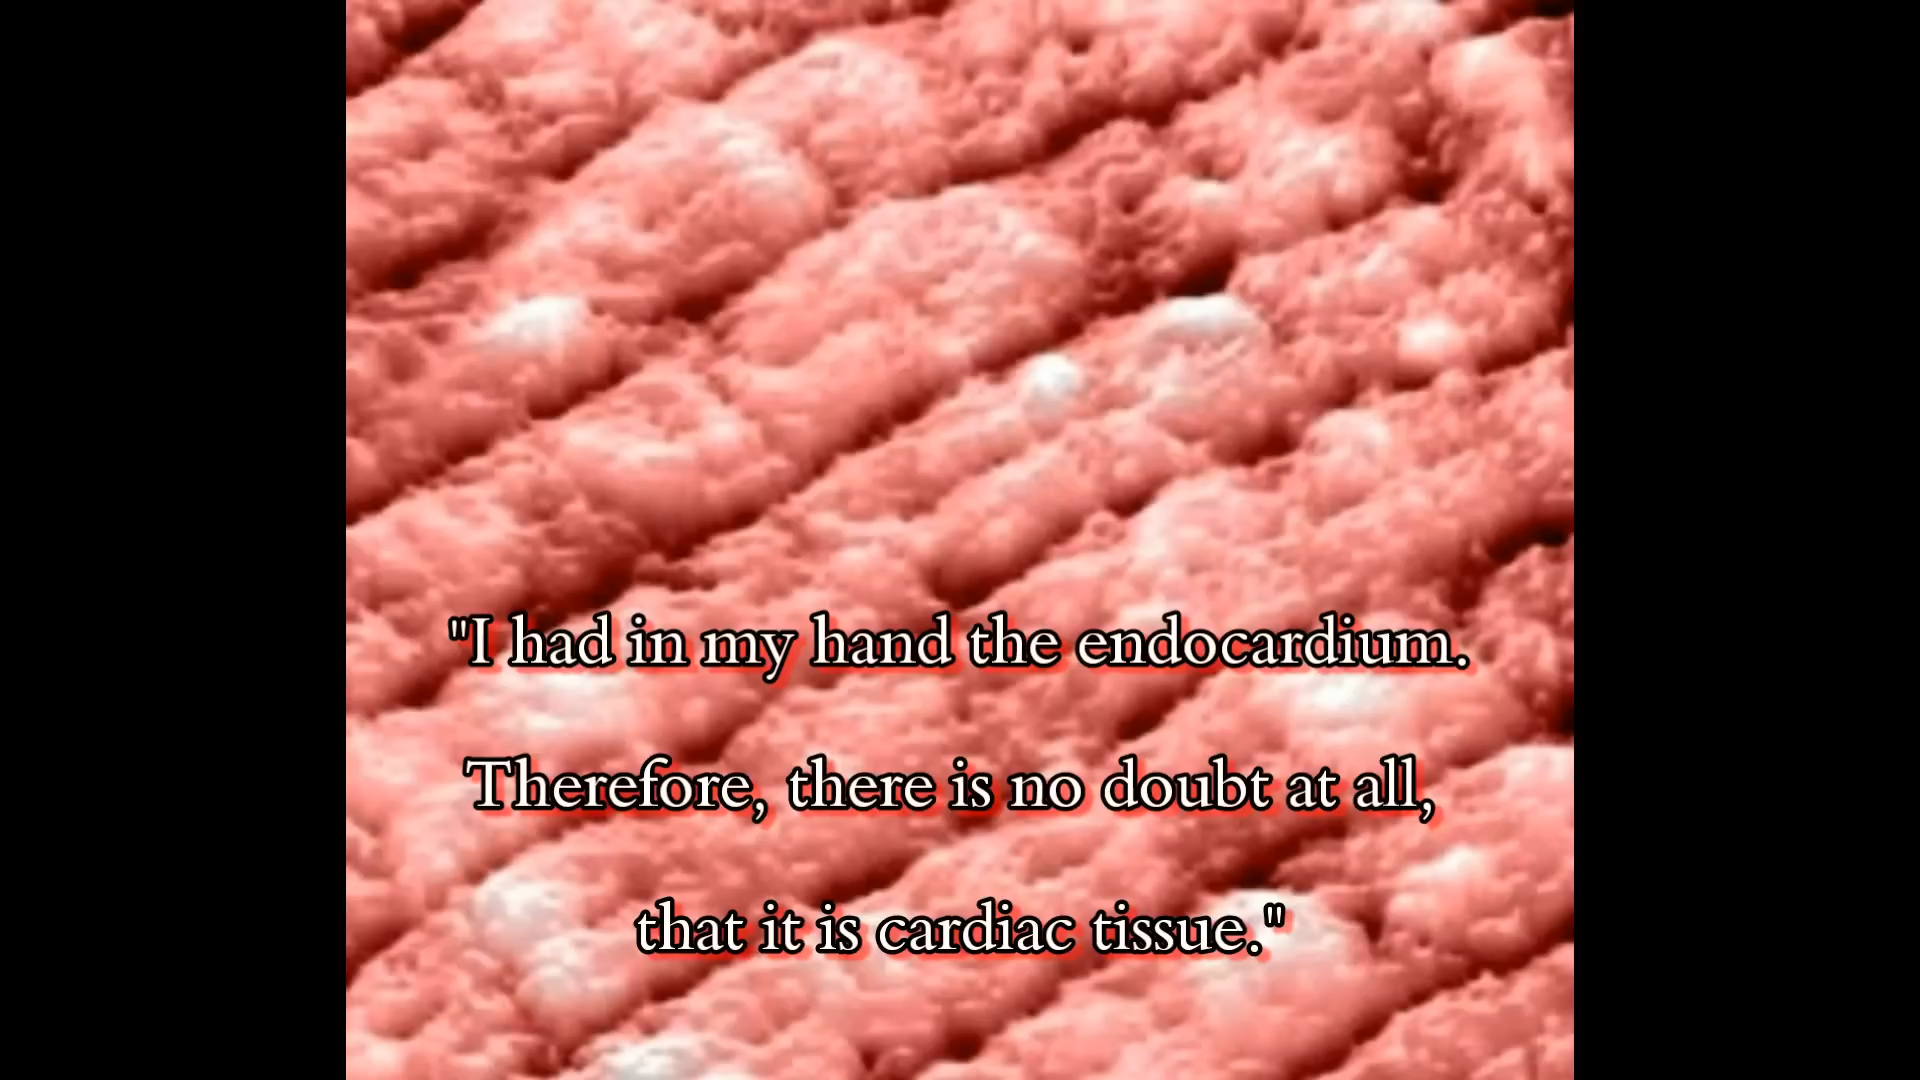 "I had in my hand the endocardium.
Therefore, there is no doubt at all,
that it is cardiac tissue."